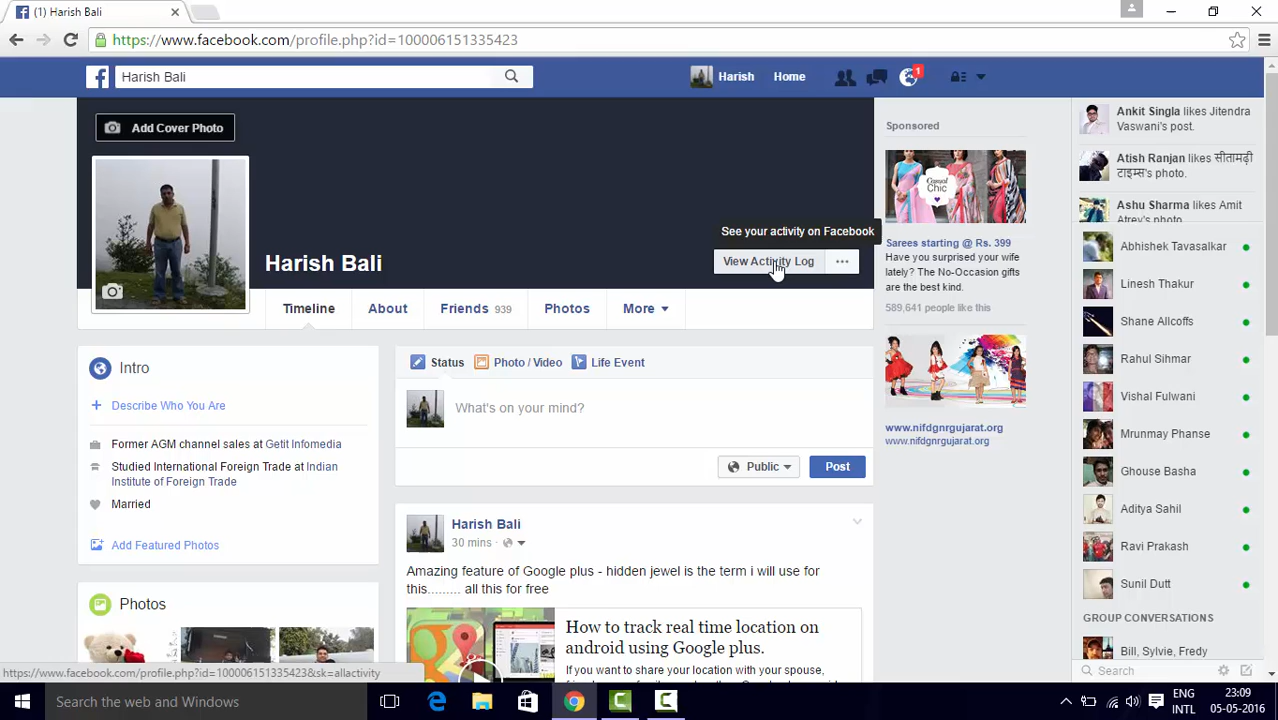 (1) Harish Bali
https://www.facebook.com/profile.php?id=100006151335423
Harish Bali
Harish
Home
1
Add Cover Photo
Harish Bali
See your activity on Facebook
View Activity Log
Timeline
About
Friends 939
Photos
More
Intro
Describe Who You Are
Former AGM channel sales at Getit Infomedia
Studied International Foreign Trade at Indian
Institute of Foreign Trade
Married
Add Featured Photos
Photos
Status
Photo / Video
Life Event
What's on your mind?
Public
Post
Harish Bali
30 mins ·
Amazing feature of Google plus - hidden jewel is the term i will use for
this......... all this for free
How to track real time location on
android using Google plus.
If you want to share your location with your spouse,
Sponsored
Casual
Chic
Sarees starting @ Rs. 399
Have you surprised your wife
lately? The No-Occasion gifts
are the best kind.
589,641 people like this
www.nifdgnrgujarat.org
www.nifdgnrgujarat.org
Ankit Singla likes Jitendra
Vaswani's post.
Atish Ranjan likes सीतामढ़ी
टाइम्स's photo.
Ashu Sharma likes Amit
Atrey's photo
Abhishek Tavasalkar
Linesh Thakur
Shane Allcoffs
Rahul Sihmar
Vishal Fulwani
Mrunmay Phanse
Ghouse Basha
Aditya Sahil
Ravi Prakash
Sunil Dutt
GROUP CONVERSATIONS
Bill, Sylvie, Fredy
Search
https://www.facebook.com/profile.php?id=100006151335423&sk=allactivity
Search the web and Windows
ENG
INTL
23:09
05-05-2016